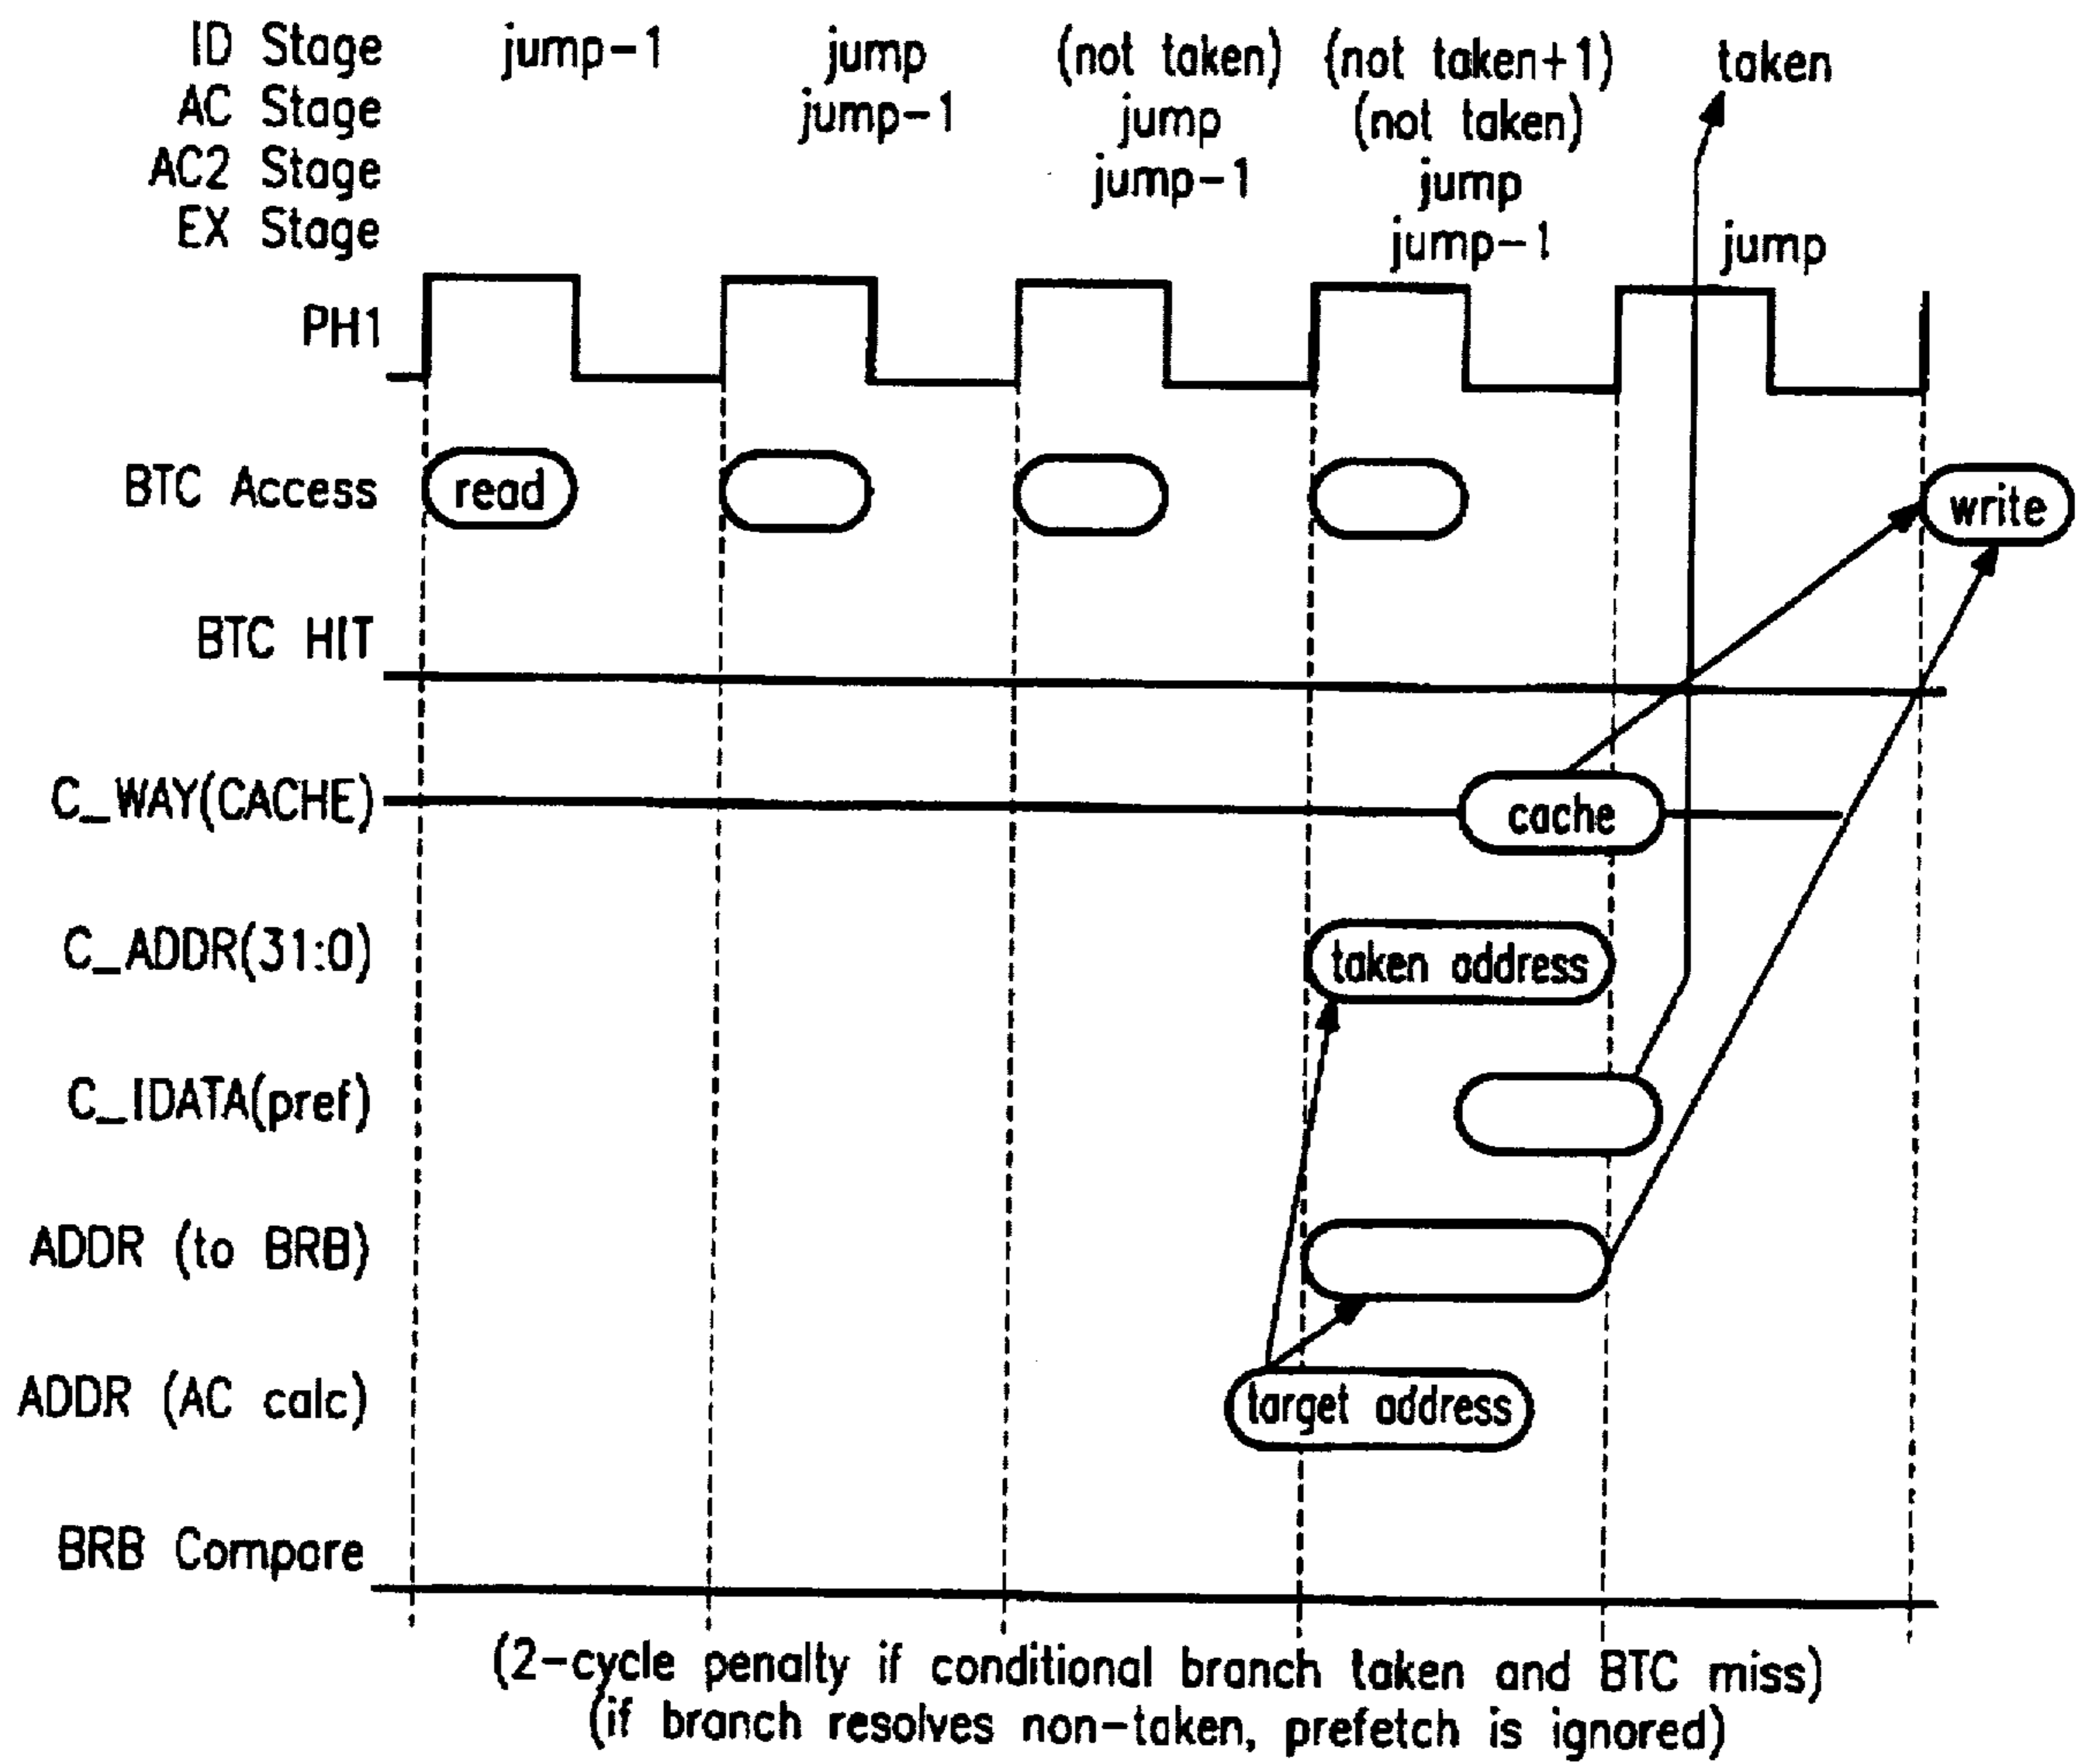 ID Stage jump-1 jump (not taken) (not taken+1) taken
AC Stage jump-1 jump (not taken)
AC2 Stage jump-1 jump
EX Stage jump-1 jump
PH1
BTC Access read write
BTC HIT
C_WAY(CACHE) cache
C_ADDR(31:0) taken address
C_IDATA(pref)
ADDR (to BRB)
ADDR (AC calc) target address
BRB Compare
(2-cycle penalty if conditional branch taken and BTC miss)
(if branch resolves non-taken, prefetch is ignored)